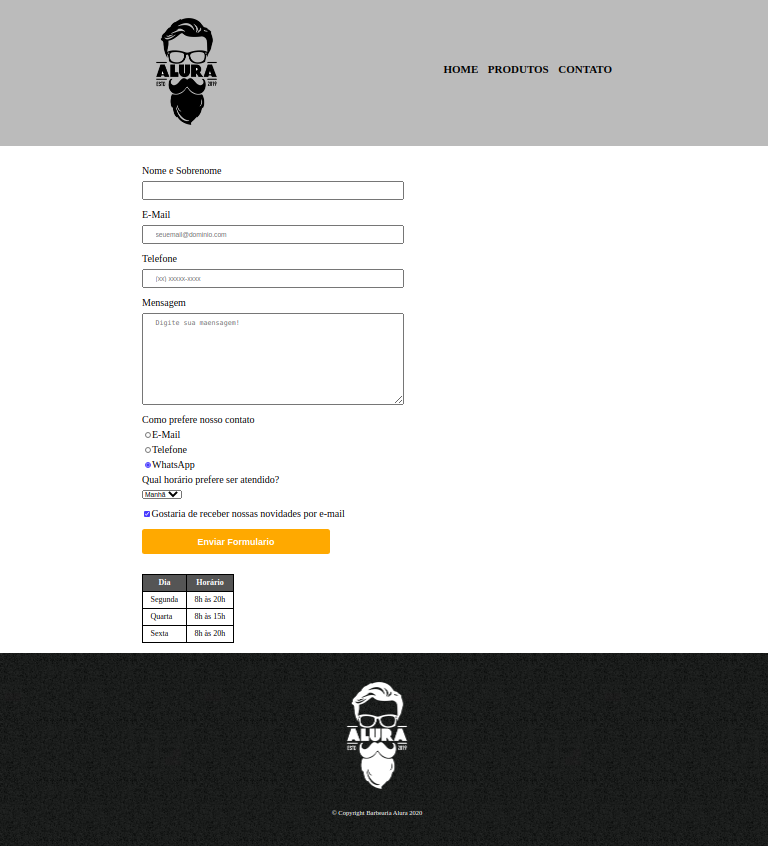 ALURA
ESTD 2019
HOME PRODUTOS CONTATO
Nome e Sobrenome
E-Mail
seuemail@dominio.com
Telefone
(xx) xxxxx-xxxx
Mensagem
Digite sua maensagem!
Como prefere nosso contato
E-Mail
Telefone
WhatsApp
Qual horário prefere ser atendido?
Manhã
Gostaria de receber nossas novidades por e-mail
Enviar Formulario
Dia Horário
Segunda 8h às 20h
Quarta 8h às 15h
Sexta 8h às 20h
ALURA
ESTD 2019
© Copyright Barbearia Alura 2020